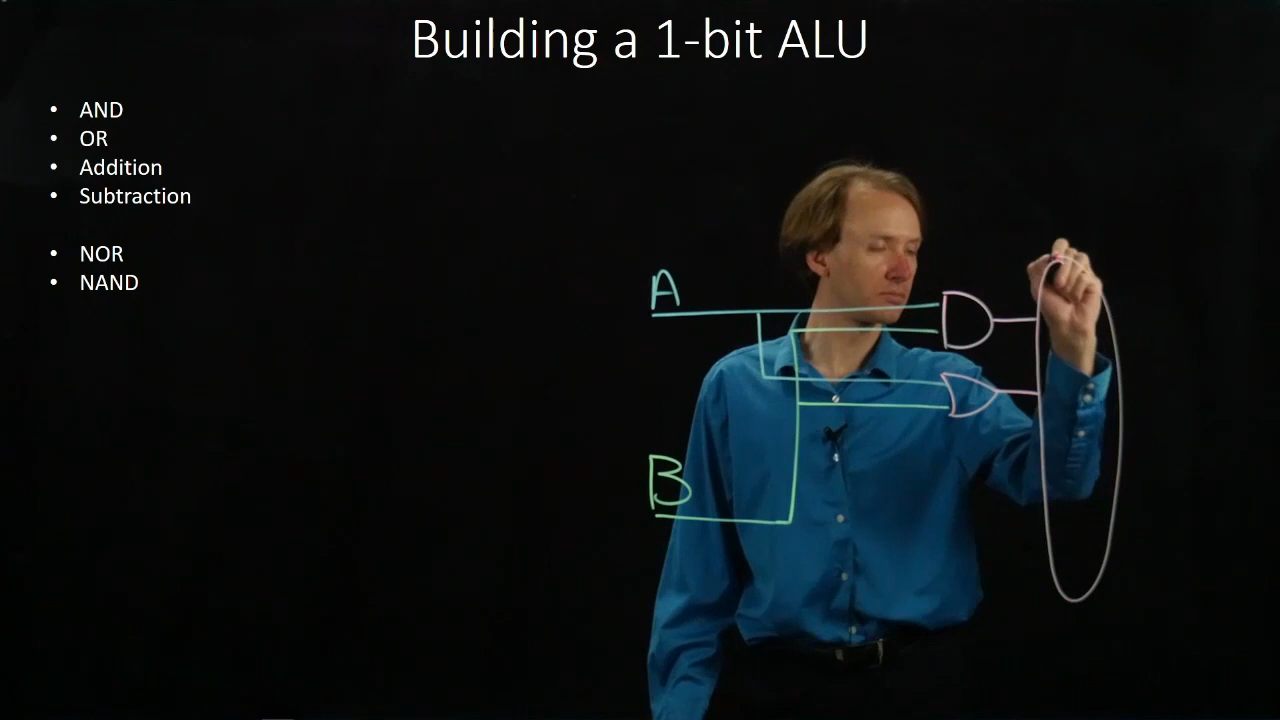 Building a 1-bit ALU
• AND
• OR
• Addition
• Subtraction
• NOR
• NAND
A
B